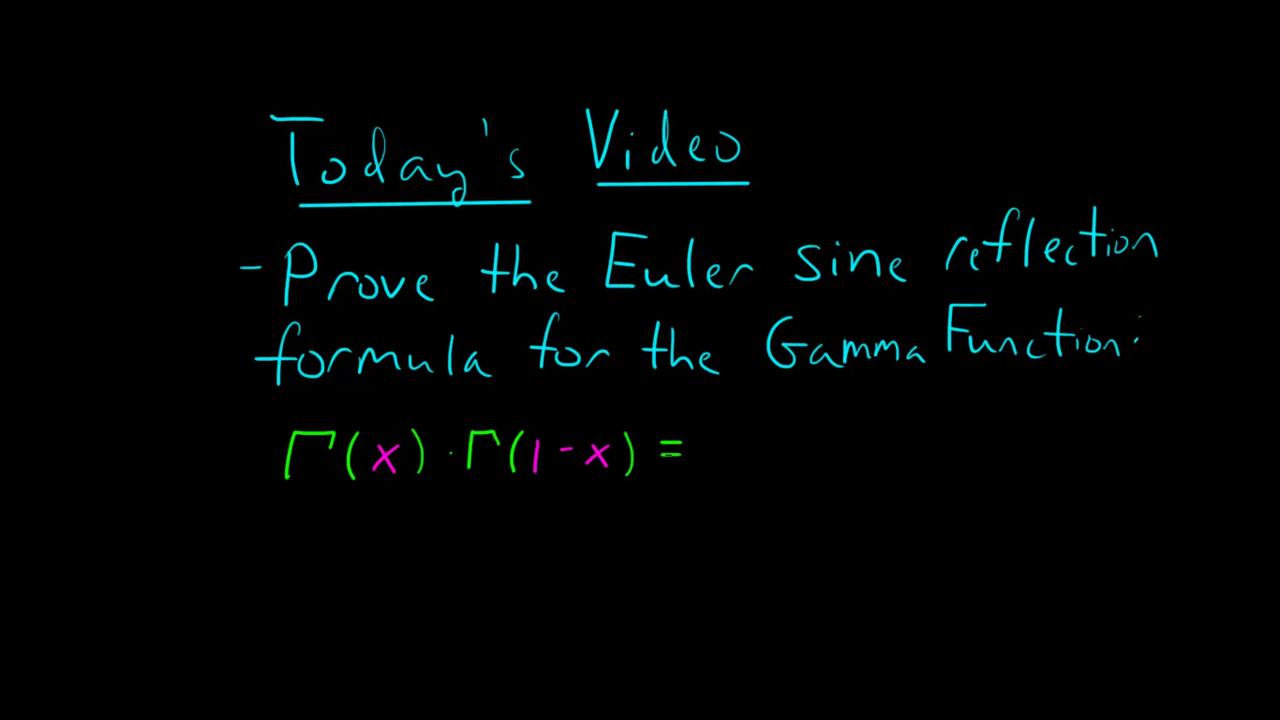 Today's Video
- Prove the Euler sine reflection
formula for the Gamma Function:
Γ(x) · Γ(1-x) =